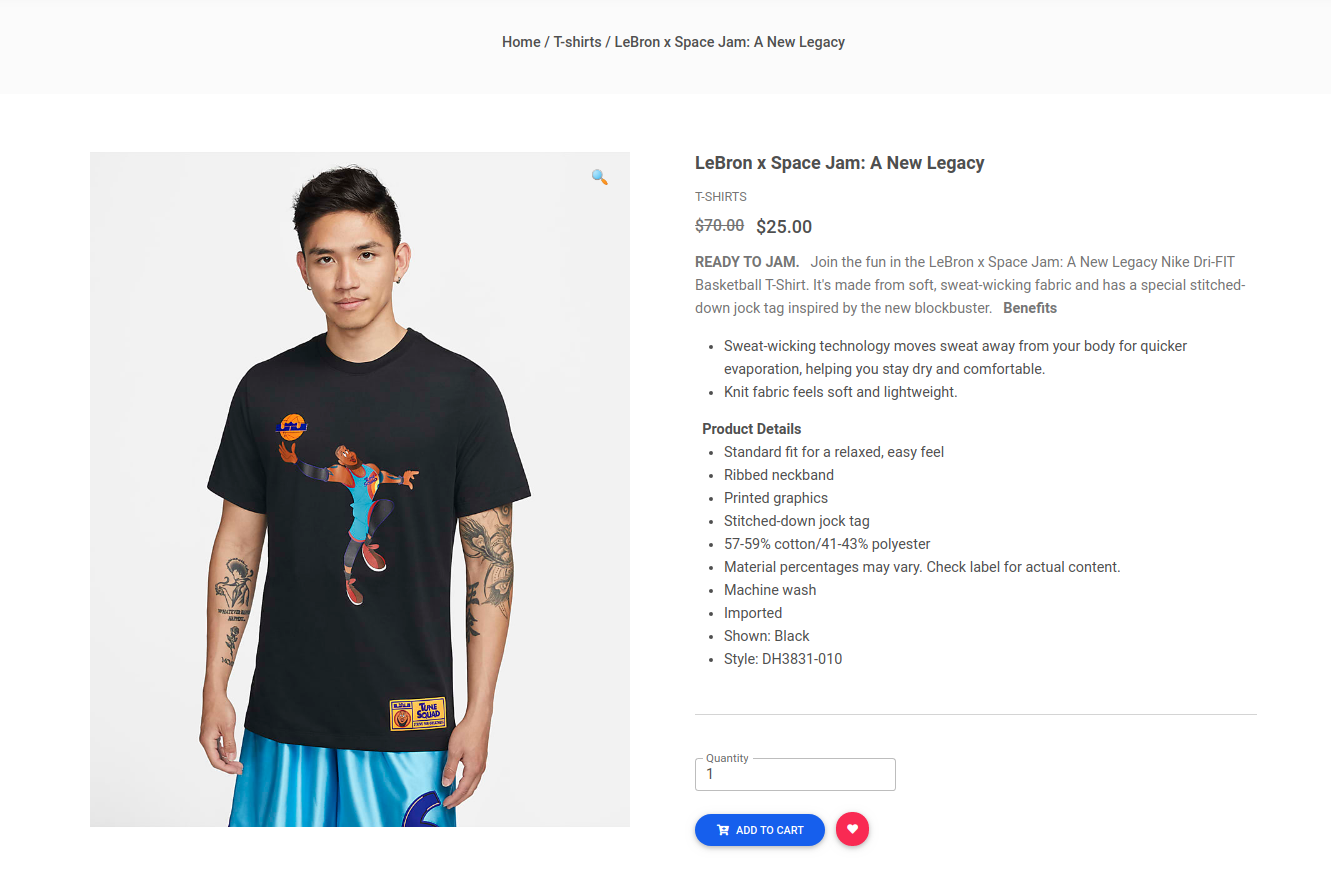 Home / T-shirts / LeBron x Space Jam: A New Legacy
LeBron x Space Jam: A New Legacy
T-SHIRTS
$70.00 $25.00
READY TO JAM. Join the fun in the LeBron x Space Jam: A New Legacy Nike Dri-FIT
Basketball T-Shirt. It's made from soft, sweat-wicking fabric and has a special stitched-
down jock tag inspired by the new blockbuster. Benefits
Sweat-wicking technology moves sweat away from your body for quicker
evaporation, helping you stay dry and comfortable.
Knit fabric feels soft and lightweight.
Product Details
Standard fit for a relaxed, easy feel
Ribbed neckband
Printed graphics
Stitched-down jock tag
57-59% cotton/41-43% polyester
Material percentages may vary. Check label for actual content.
Machine wash
Imported
Shown: Black
Style: DH3831-010
TUNE
SQUAD
Quantity
1
ADD TO CART